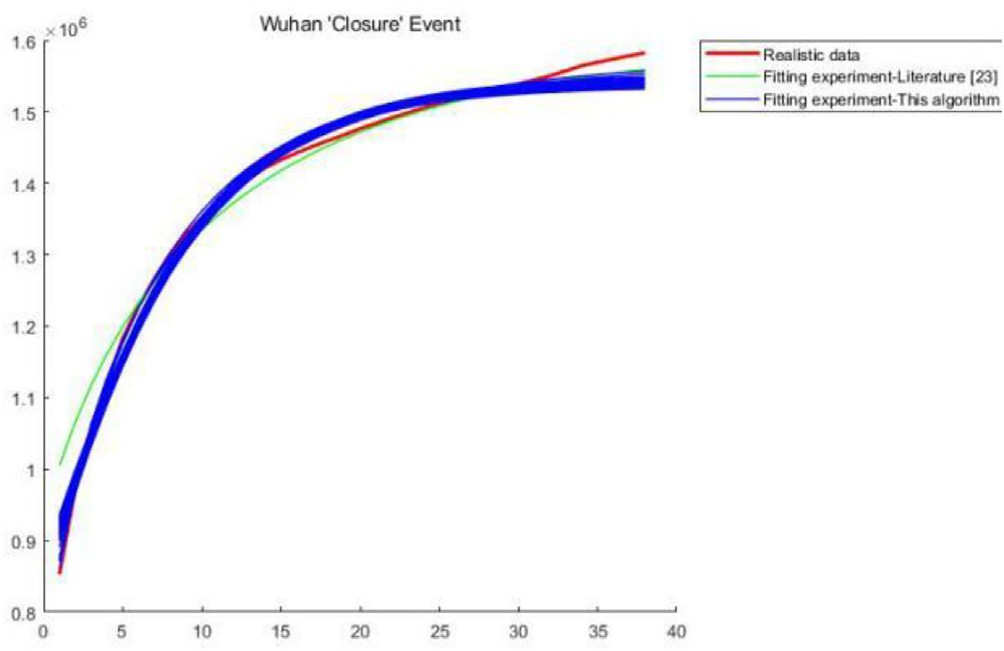 Wuhan 'Closure' Event
×10⁶
1.6
1.5
1.4
1.3
1.2
1.1
1
0.9
0.8
0 5 10 15 20 25 30 35 40
Realistic data
Fitting experiment-Literature [23]
Fitting experiment-This algorithm